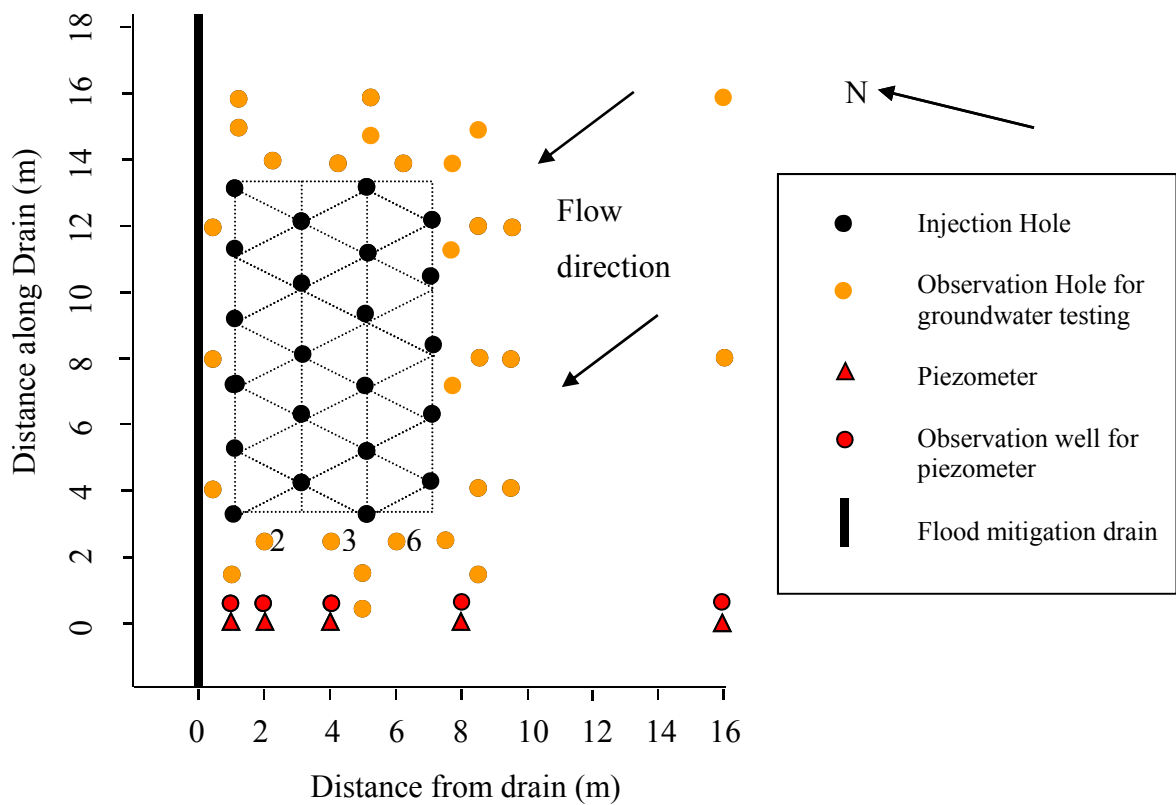 18
16
14
12
10
8
6
4
2
0
Distance along Drain (m)
N
Flow
direction
2
3
6
0
2
4
6
8
10
12
14
16
Distance from drain (m)
Injection Hole
Observation Hole for
groundwater testing
Piezometer
Observation well for
piezometer
Flood mitigation drain